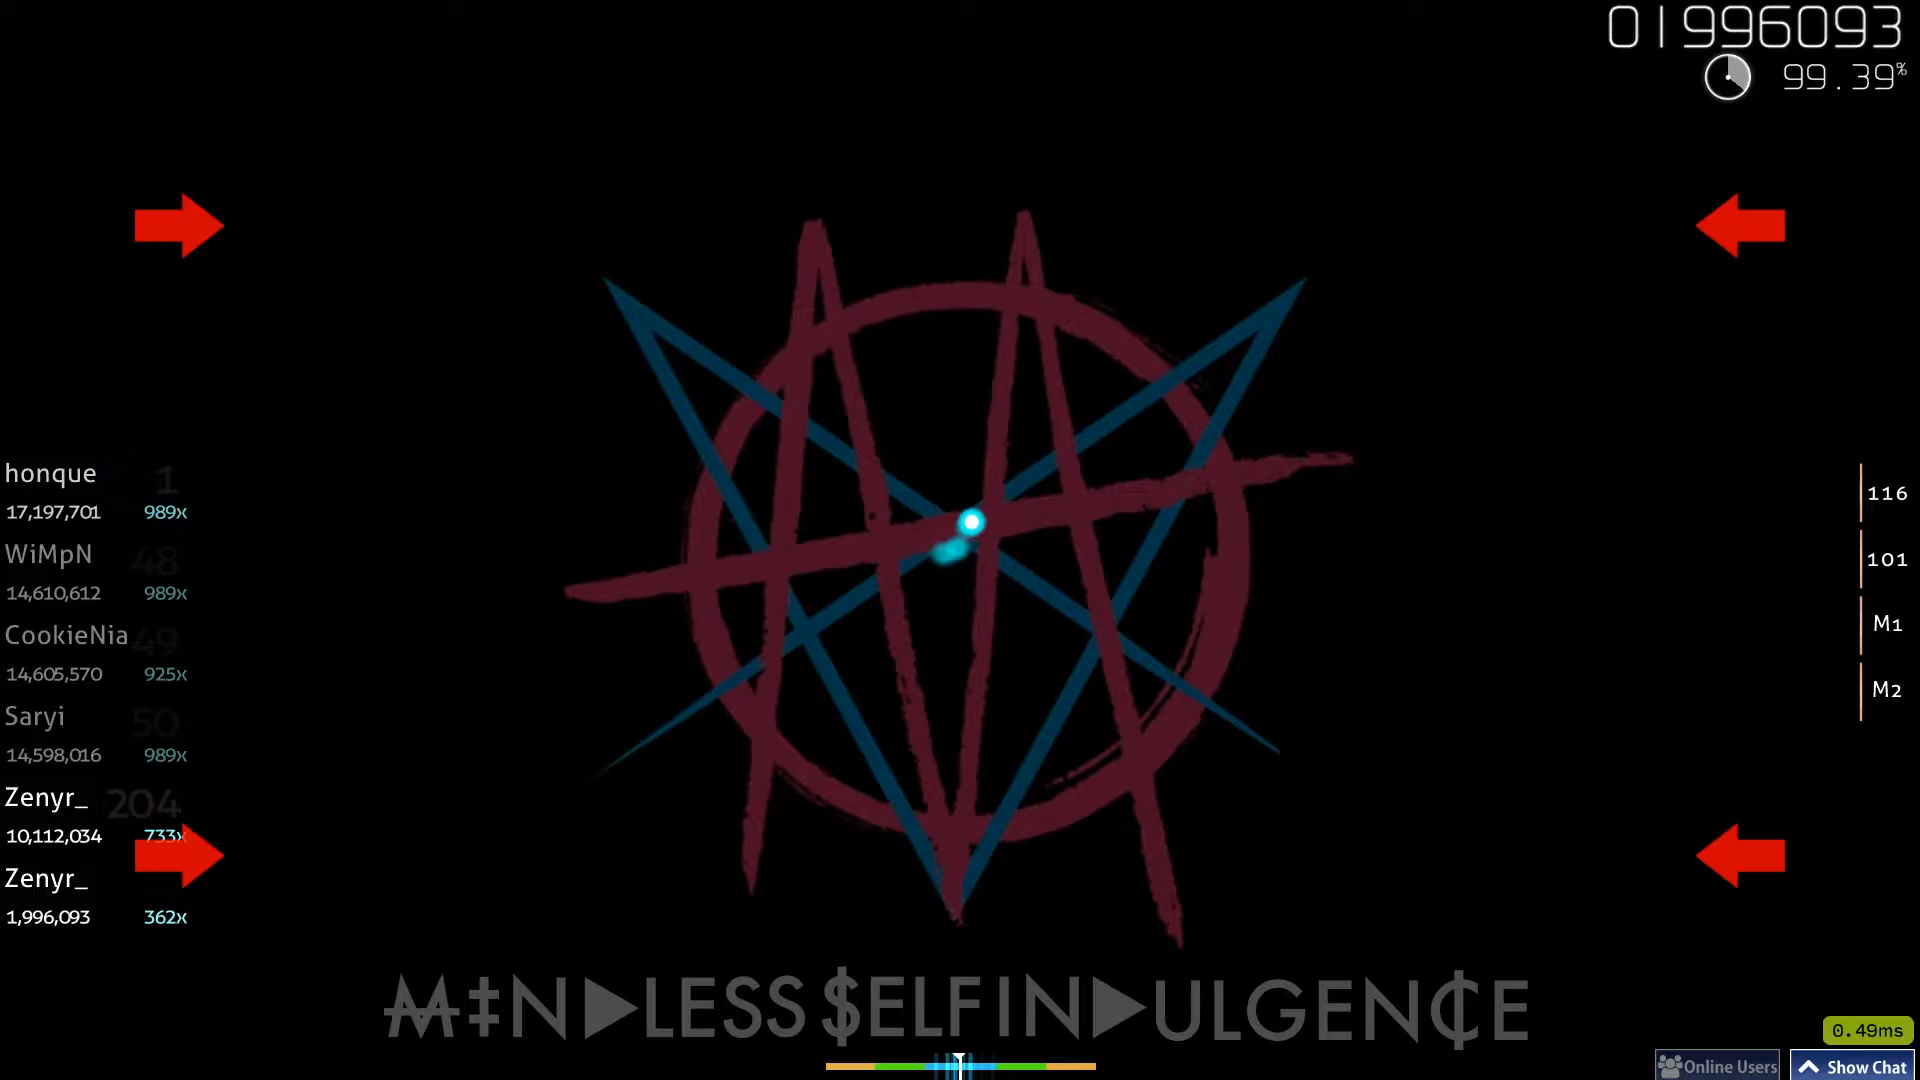 01996093
99.39%
honque 1
17,197,701 989x
WiMpN 48
14,610,612 989x
CookieNia 49
14,605,570 925x
Saryi 50
14,598,016 989x
Zenyr_ 204
10,112,034 733x
Zenyr_
1,996,093 362x
116
101
M1
M2
M‡N▶LESS $ELF IN▶ULGEN₵E
0.49ms
Online Users
Show Chat